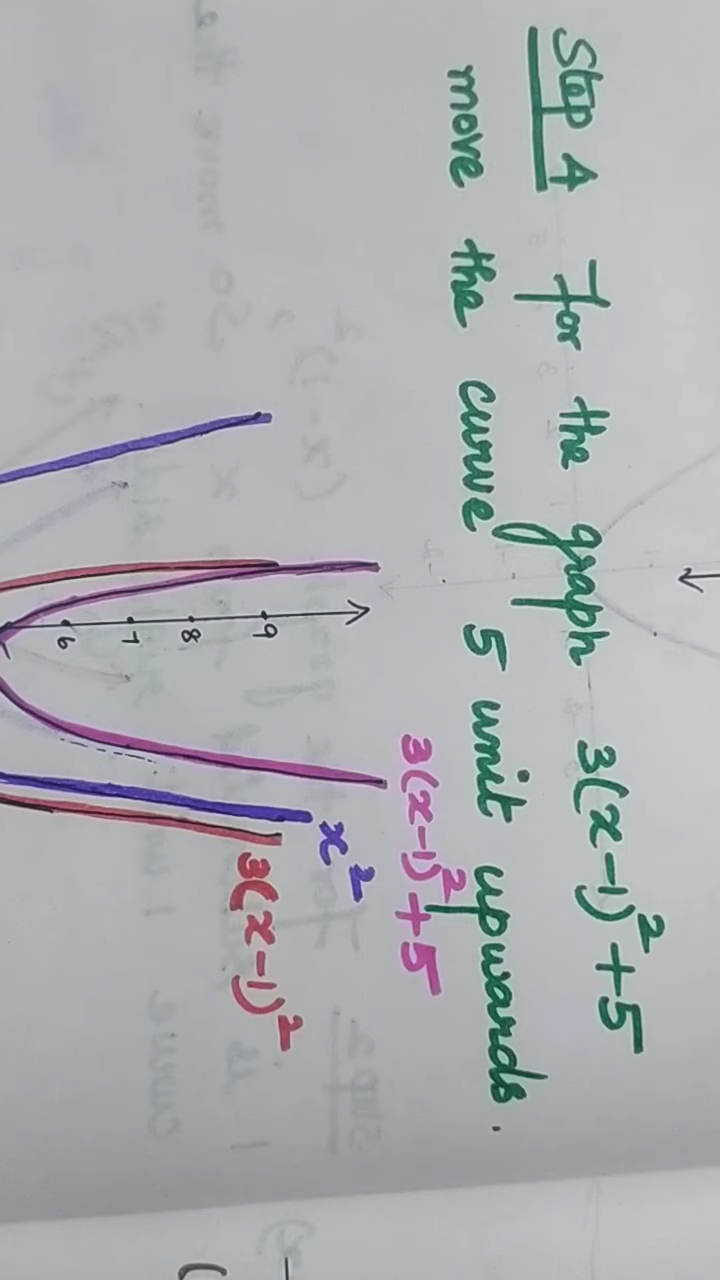 Step 4 For the graph 3(x-1)²+5
move the curve 5 unit upwards.
3(x-1)²+5
x²
3(x-1)²
9
8
7
6